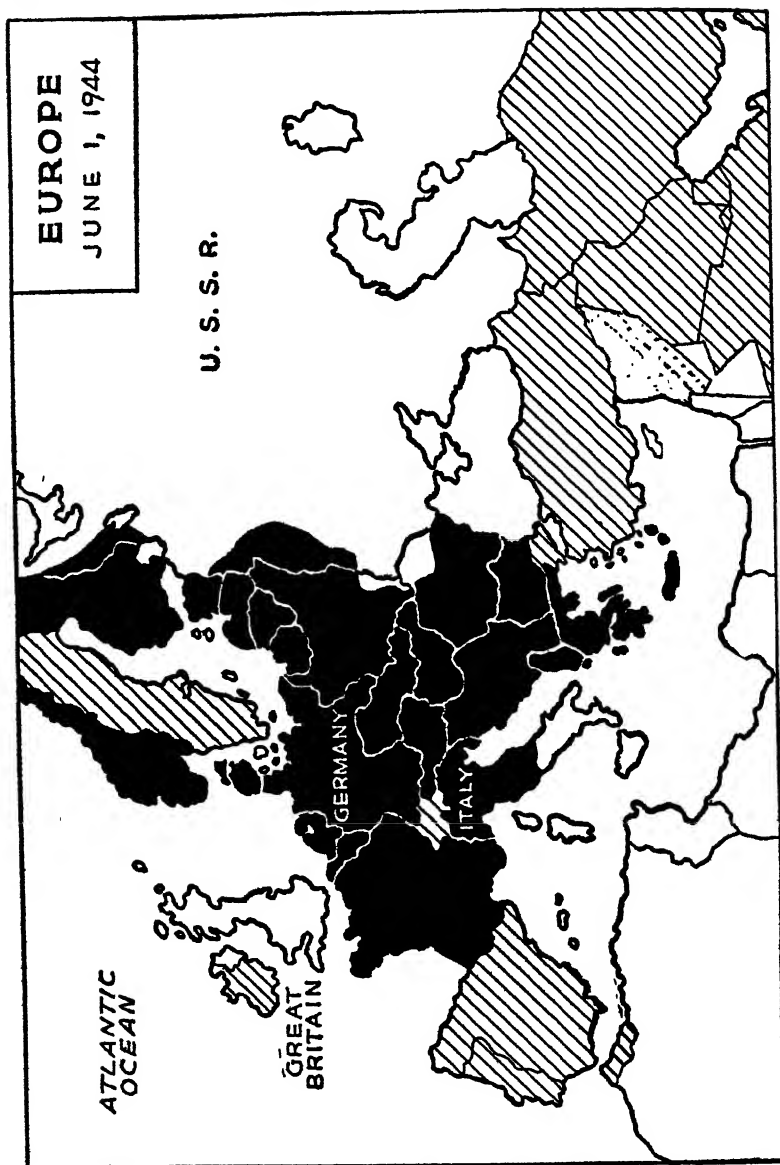 EUROPE
JUNE 1, 1944
U. S. S. R.
ATLANTIC
OCEAN
GREAT
BRITAIN
GERMANY
ITALY